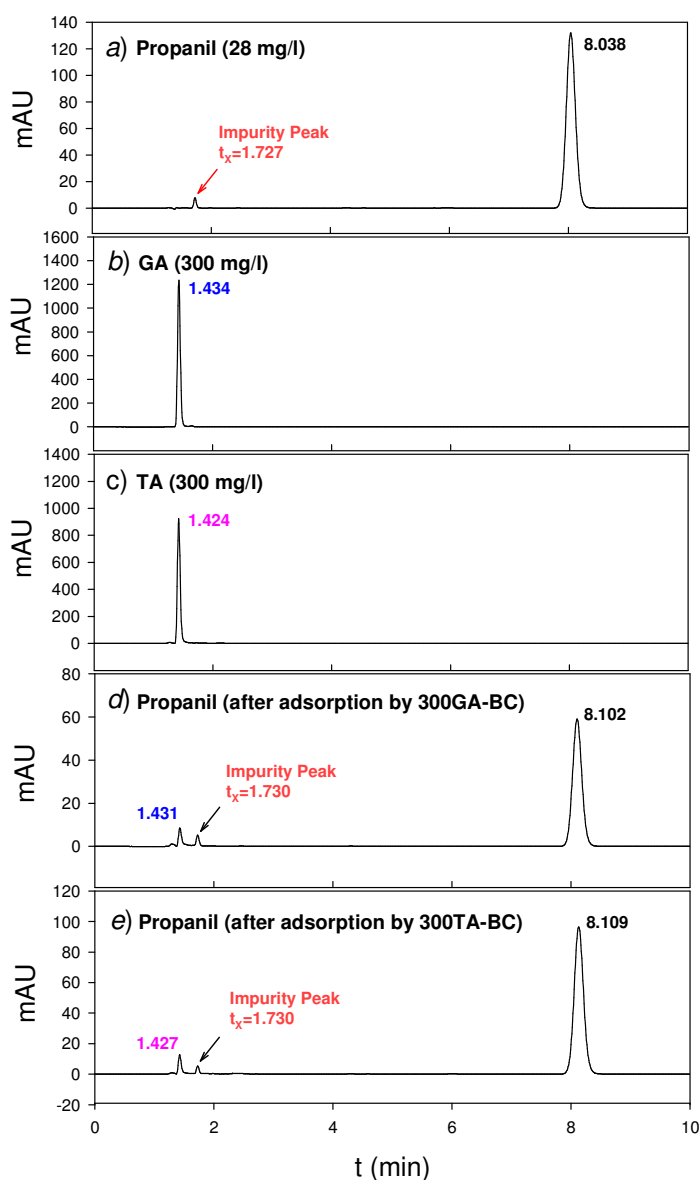 a) Propanil (28 mg/l)
8.038
Impurity Peak
tx=1.727
mAU
140
120
100
80
60
40
20
0
b) GA (300 mg/l)
1.434
mAU
1600
1400
1200
1000
800
600
400
200
0
c) TA (300 mg/l)
1.424
mAU
1400
1200
1000
800
600
400
200
0
d) Propanil (after adsorption by 300GA-BC)
8.102
Impurity Peak
tx=1.730
1.431
mAU
80
60
40
20
0
e) Propanil (after adsorption by 300TA-BC)
8.109
Impurity Peak
tx=1.730
1.427
mAU
120
100
80
60
40
20
0
-20
0 2 4 6 8 10
t (min)